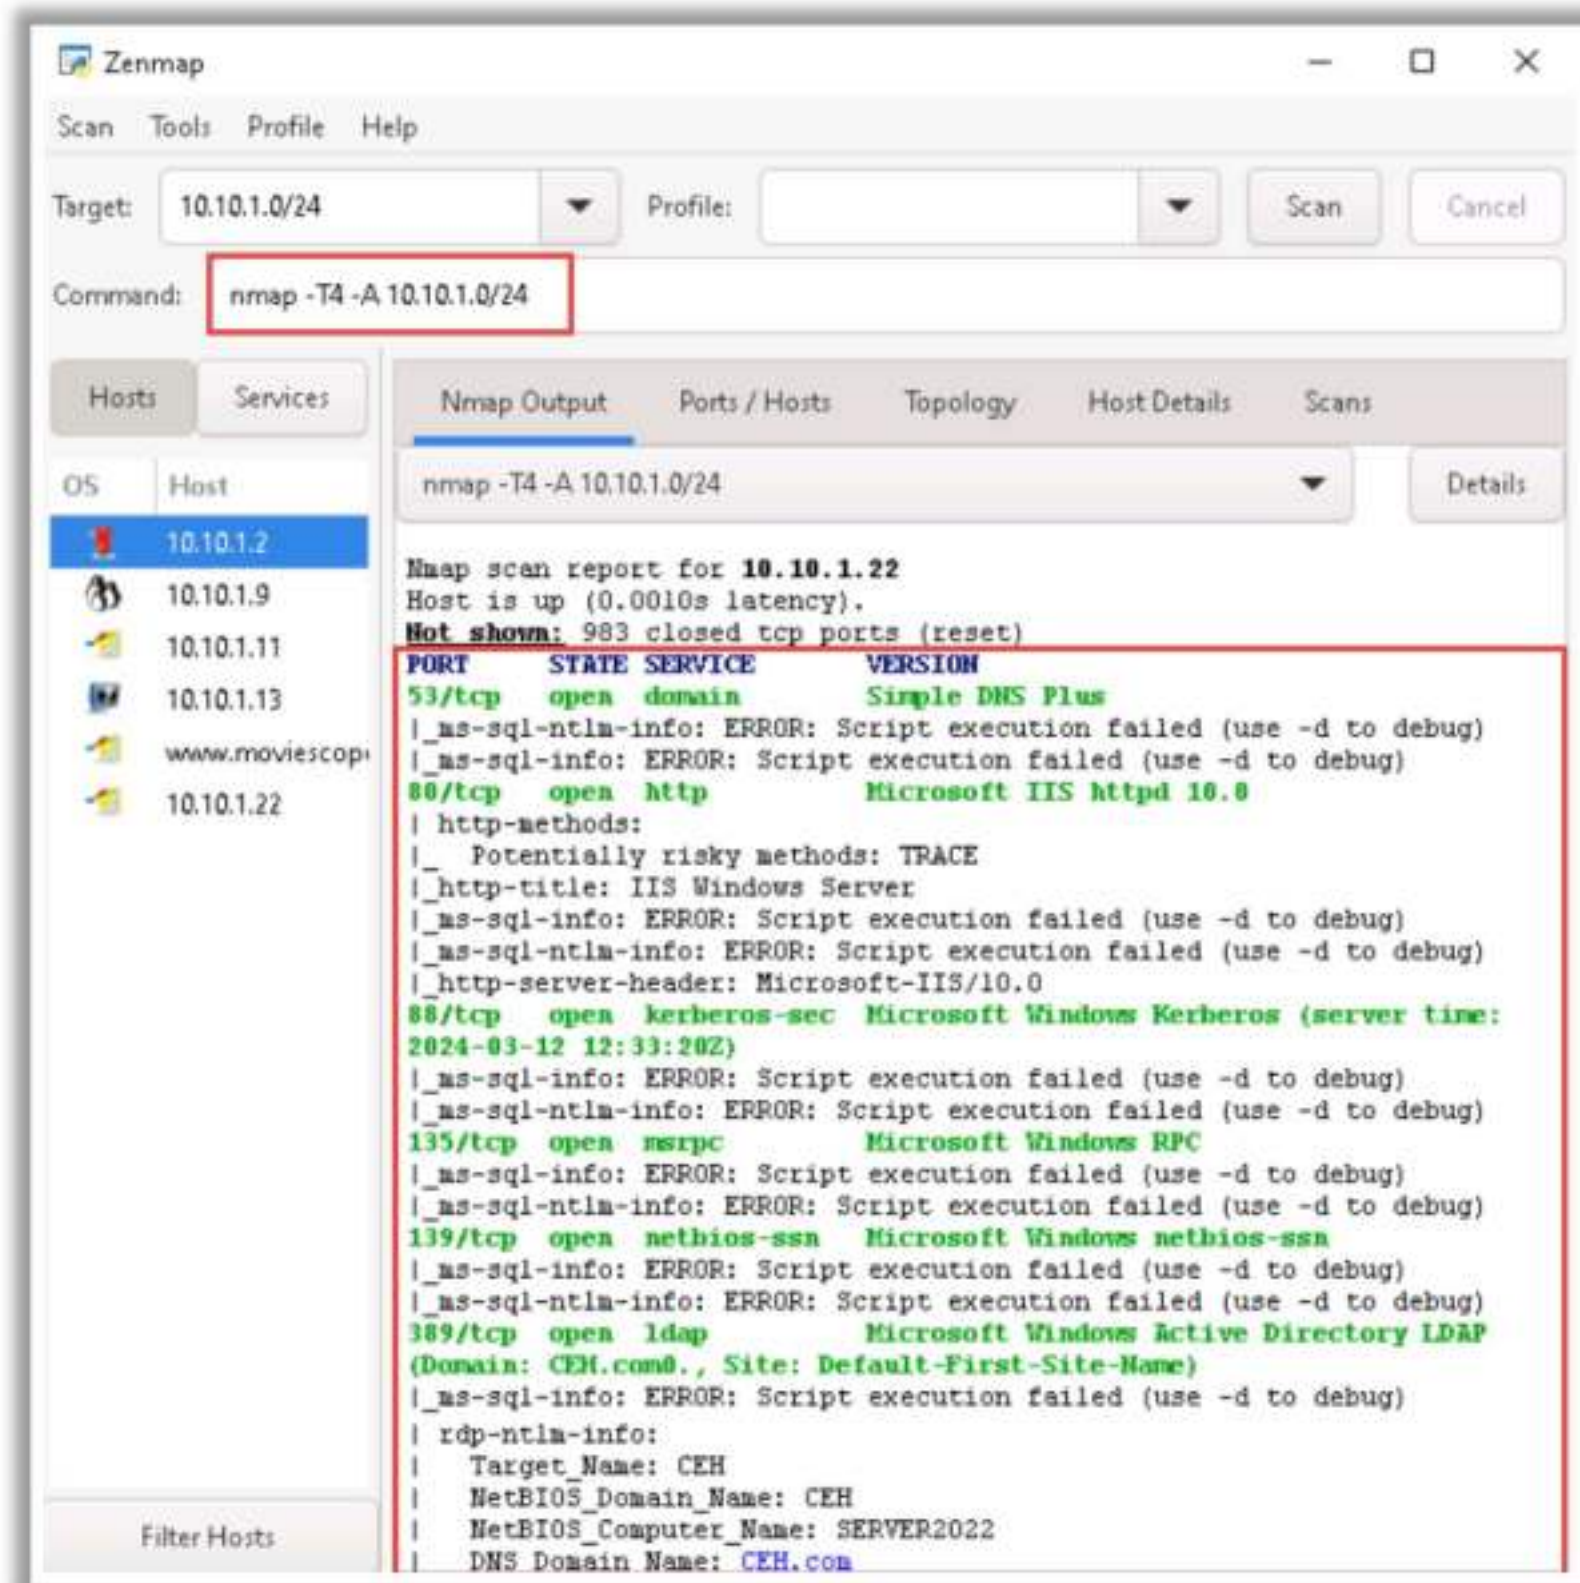 Zenmap
Scan Tools Profile Help
Target: 10.10.1.0/24 Profile: Scan Cancel
Command: nmap -T4 -A 10.10.1.0/24
Hosts Services
Nmap Output Ports / Hosts Topology Host Details Scans
OS Host
nmap -T4 -A 10.10.1.0/24 Details
10.10.1.2
10.10.1.9
10.10.1.11
10.10.1.13
www.moviescop
10.10.1.22
Filter Hosts
Nmap scan report for 10.10.1.22
Host is up (0.0010s latency).
Not shown: 983 closed tcp ports (reset)
PORT STATE SERVICE VERSION
53/tcp open domain Simple DNS Plus
|_ms-sql-ntlm-info: ERROR: Script execution failed (use -d to debug)
|_ms-sql-info: ERROR: Script execution failed (use -d to debug)
80/tcp open http Microsoft IIS httpd 10.0
| http-methods:
|_ Potentially risky methods: TRACE
|_http-title: IIS Windows Server
|_ms-sql-info: ERROR: Script execution failed (use -d to debug)
|_ms-sql-ntlm-info: ERROR: Script execution failed (use -d to debug)
|_http-server-header: Microsoft-IIS/10.0
88/tcp open kerberos-sec Microsoft Windows Kerberos (server time:
2024-03-12 12:33:20Z)
|_ms-sql-info: ERROR: Script execution failed (use -d to debug)
|_ms-sql-ntlm-info: ERROR: Script execution failed (use -d to debug)
135/tcp open msrpc Microsoft Windows RPC
|_ms-sql-info: ERROR: Script execution failed (use -d to debug)
|_ms-sql-ntlm-info: ERROR: Script execution failed (use -d to debug)
139/tcp open netbios-ssn Microsoft Windows netbios-ssn
|_ms-sql-info: ERROR: Script execution failed (use -d to debug)
|_ms-sql-ntlm-info: ERROR: Script execution failed (use -d to debug)
389/tcp open ldap Microsoft Windows Active Directory LDAP
(Domain: CEH.com0., Site: Default-First-Site-Name)
|_ms-sql-info: ERROR: Script execution failed (use -d to debug)
| rdp-ntlm-info:
| Target_Name: CEH
| NetBIOS_Domain_Name: CEH
| NetBIOS_Computer_Name: SERVER2022
| DNS_Domain_Name: CEH.com